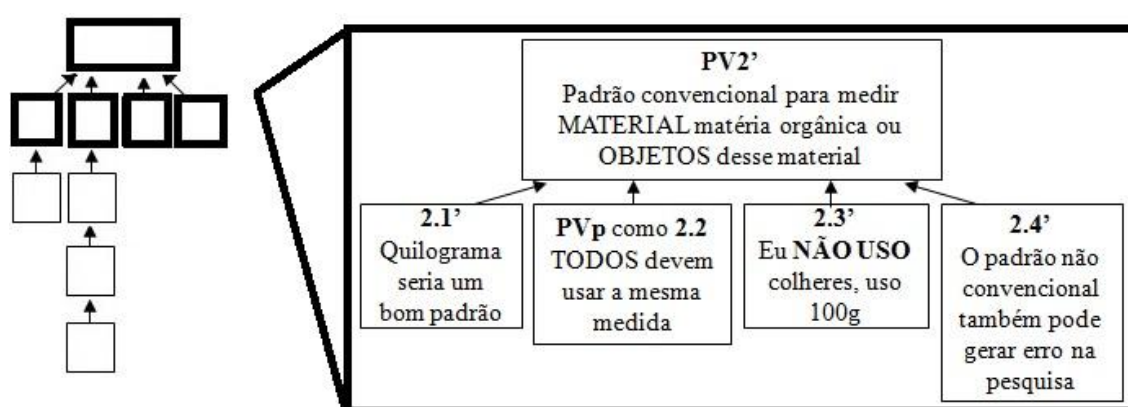 PV2’
Padrão convencional para medir
MATERIAL matéria orgânica ou
OBJETOS desse material
2.1’
Quilograma
seria um
bom padrão
PVp como 2.2
TODOS devem
usar a mesma
medida
2.3’
Eu NÃO USO
colheres, uso
100g
2.4’
O padrão não
convencional
também pode
gerar erro na
pesquisa